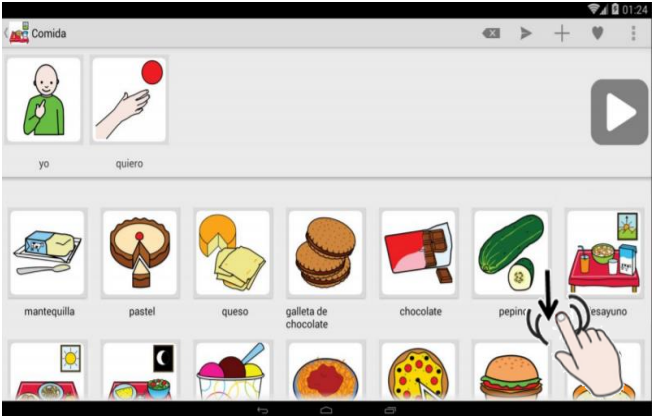 01:24
Comida
yo
quiero
mantequilla
pastel
queso
galleta de
chocolate
chocolate
pepino
desayuno